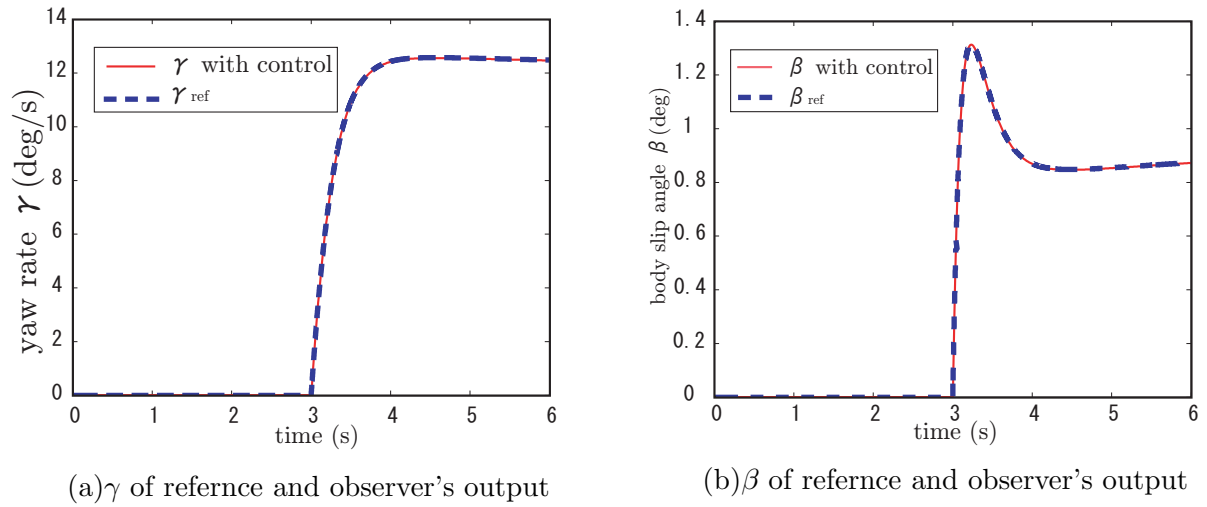 14
12
10
8
6
4
2
0
yaw rate γ (deg/s)
γ with control
γ ref
0 1 2 3 4 5 6
time (s)
(a)γ of refernce and observer's output
1.4
1.2
1
0.8
0.6
0.4
0.2
0
body slip angle β (deg)
β with control
β ref
0 1 2 3 4 5 6
time (s)
(b)β of refernce and observer's output